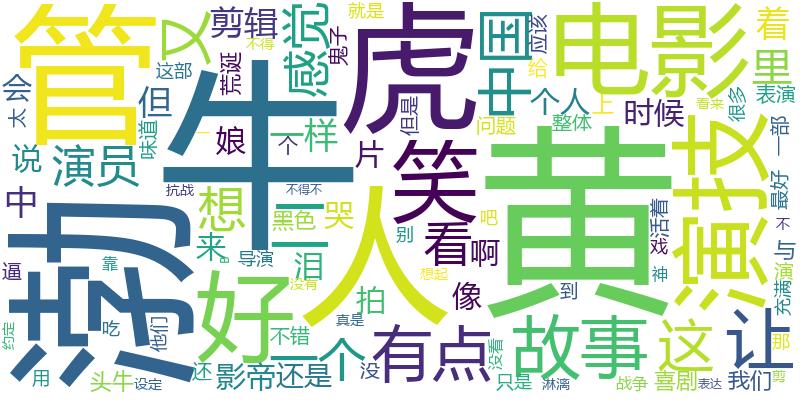 管
又
剪辑
感觉
就是
鬼子
虎
中国
应该
电影
着
里
不得
这部
荒诞
会
太
但
味道
牛
娘
个
一样
但是
片
问题
给
个人
上
时候
整体
很多
看来
表演
一部
说
演员
渤
人
笑
黄
演技
中
想
黑色
哭
看
啊
吧
活着
戏
最好
不
与
抗战
不得不
一
逼
靠
来
导演
泪
没有
别
想起
像
到
充满
演
那
好
拍
有点
故事
这
让
约定
吃
他们
不错
真是
没
没看
用
头牛
设定
还
影帝
还是
一个
只是
淋漓
战争
喜剧
表达
我们
剪